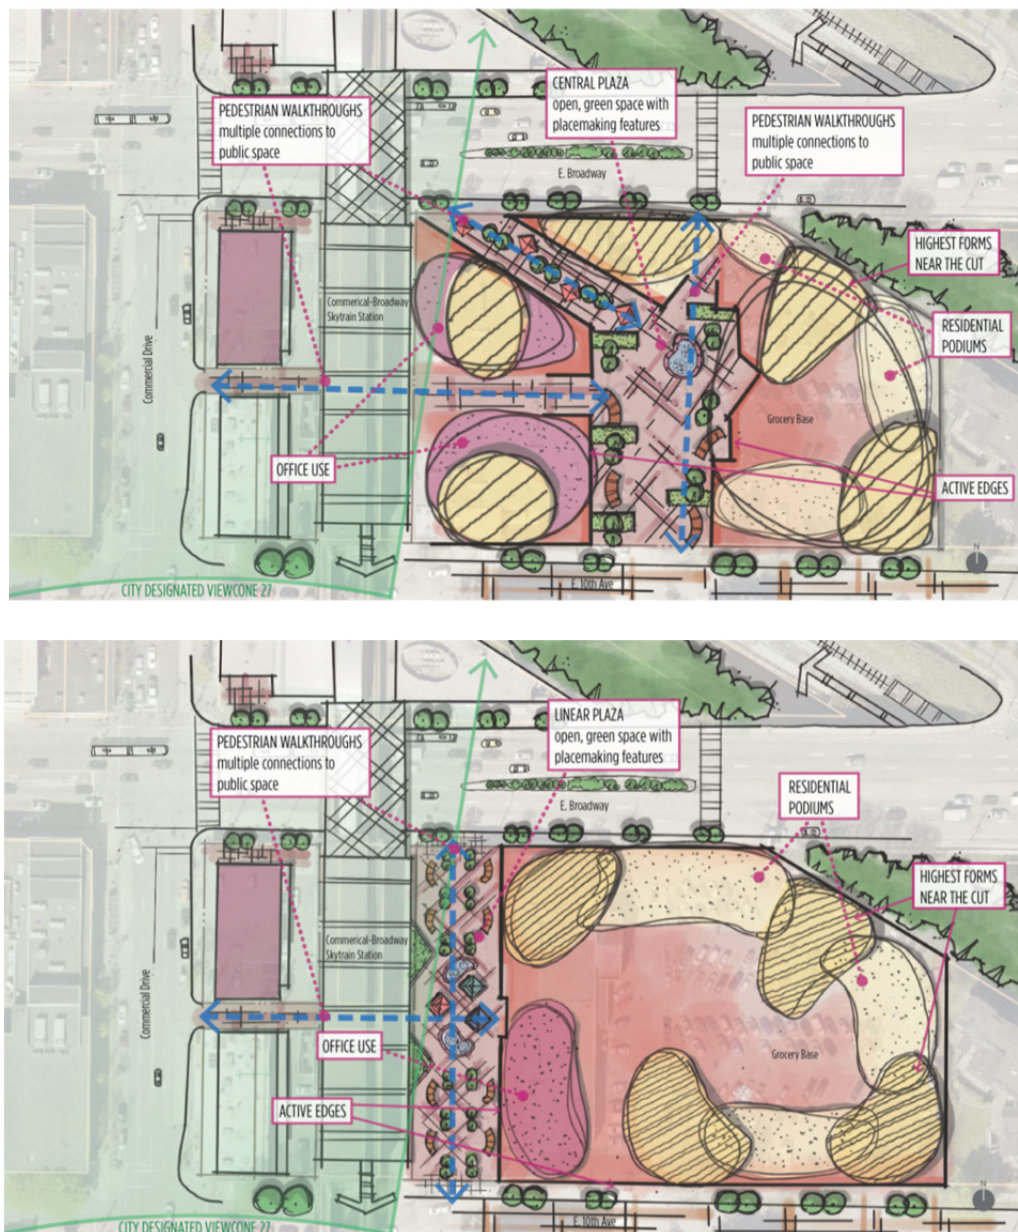 PEDESTRIAN WALKTHROUGHS
multiple connections to
public space
CENTRAL PLAZA
open, green space with
placemaking features
PEDESTRIAN WALKTHROUGHS
multiple connections to
public space
E. Broadway
HIGHEST FORMS
NEAR THE CUT
Commerical-Broadway
Skytrain Station
RESIDENTIAL
PODIUMS
Commercial Drive
Grocery Base
OFFICE USE
ACTIVE EDGES
N
E. 10th Ave
CITY DESIGNATED VIEWCONE 27
LINEAR PLAZA
open, green space with
placemaking features
PEDESTRIAN WALKTHROUGHS
multiple connections to
public space
RESIDENTIAL
PODIUMS
E. Broadway
HIGHEST FORMS
NEAR THE CUT
Commerical-Broadway
Skytrain Station
Commercial Drive
OFFICE USE
Grocery Base
ACTIVE EDGES
N
E. 10th Ave
CITY DESIGNATED VIEWCONE 27